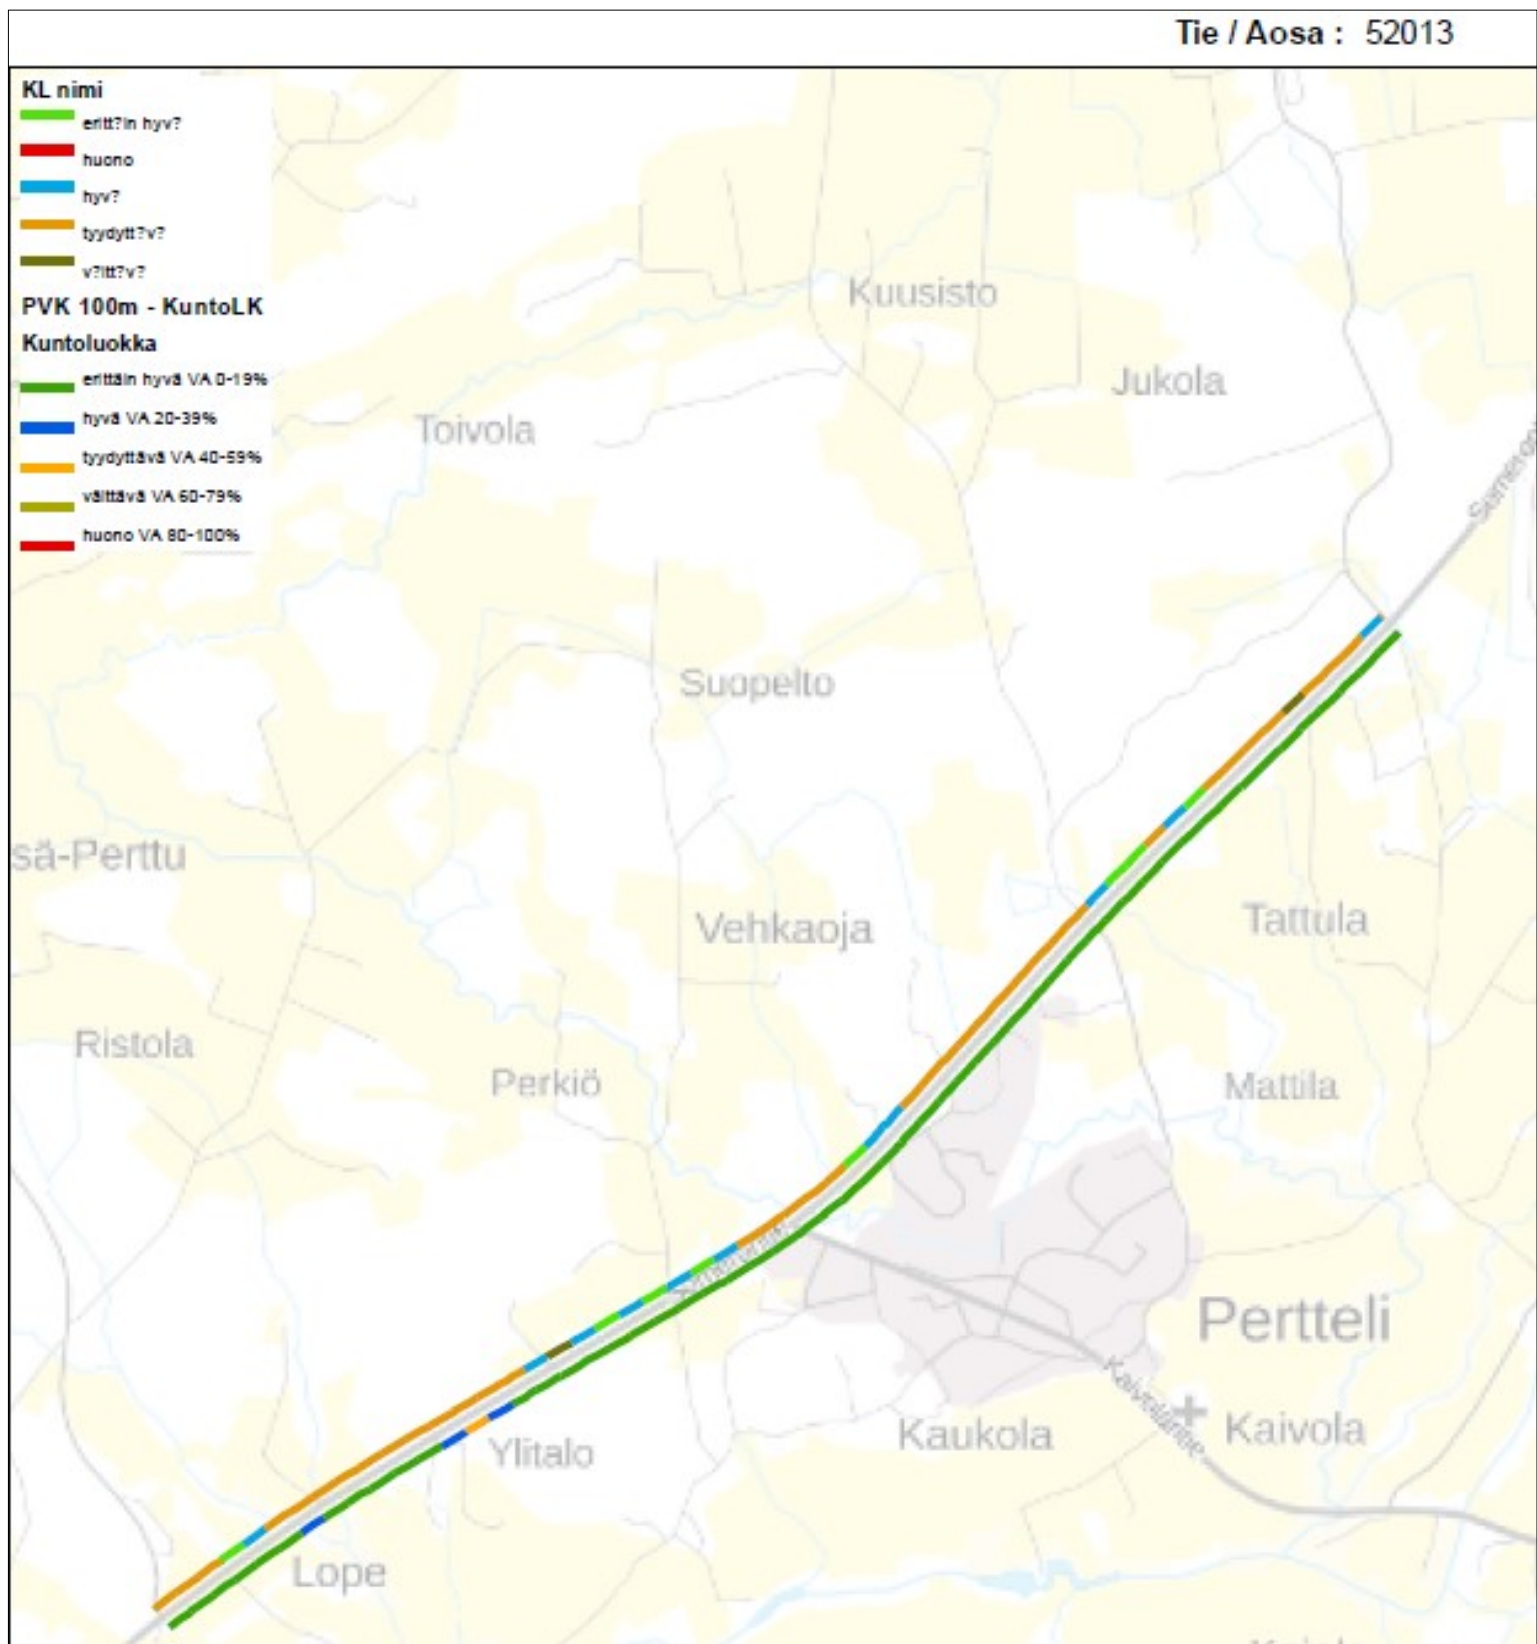 Tie / Aosa : 52013
KL nimi
eritt?in hyv?
huono
hyv?
tyydytt?v?
v?ltt?v?
PVK 100m - KuntoLK
Kuntoluokka
erittäin hyvä VA 0-19%
hyvä VA 20-39%
tyydyttävä VA 40-59%
välttävä VA 60-79%
huono VA 80-100%
Kuusisto
Jukola
Toivola
Suopelto
sä-Perttu
Vehkaoja
Tattula
Ristola
Perkiö
Mattila
Pertteli
Kaivolantie
Kaukola
Kaivola
Ylitalo
Lope